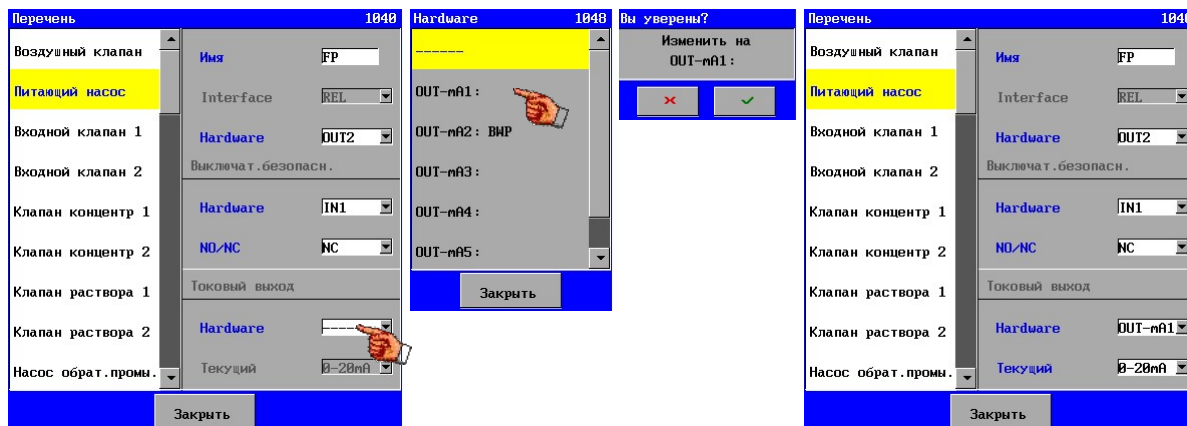 Перечень 1040
Воздушный клапан
Питающий насос
Входной клапан 1
Входной клапан 2
Клапан концентр 1
Клапан концентр 2
Клапан раствора 1
Клапан раствора 2
Насос обрат.промы.
Имя FP
Interface REL
Hardware OUT2
Выключат.безопасн.
Hardware IN1
NO/NC NC
Токовый выход
Hardware ----
Текущий 0-20mA
Закрыть
Hardware 1048
------
OUT-mA1:
OUT-mA2: BWP
OUT-mA3:
OUT-mA4:
OUT-mA5:
Закрыть
Вы уверены?
Изменить на
OUT-mA1:
Перечень 1040
Воздушный клапан
Питающий насос
Входной клапан 1
Входной клапан 2
Клапан концентр 1
Клапан концентр 2
Клапан раствора 1
Клапан раствора 2
Насос обрат.промы.
Имя FP
Interface REL
Hardware OUT2
Выключат.безопасн.
Hardware IN1
NO/NC NC
Токовый выход
Hardware OUT-mA1
Текущий 0-20mA
Закрыть